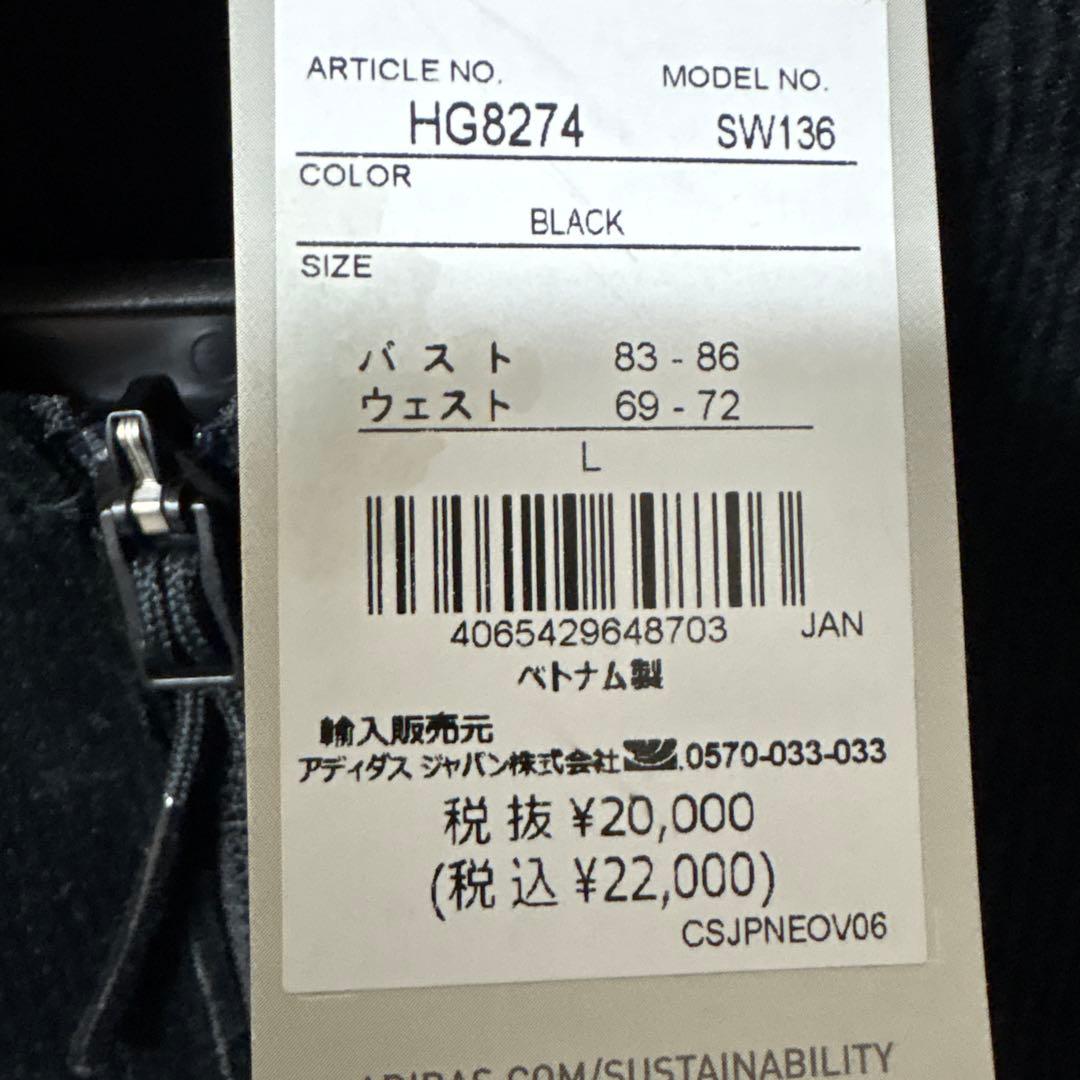 ARTICLE NO. MODEL NO.
HG8274 SW136
COLOR
BLACK
SIZE
バスト 83 - 86
ウェスト 69 - 72
L
4065429648703 JAN
ベトナム製
輸入販売元
アディダス ジャパン株式会社 0570-033-033
税抜 ¥20,000
(税込 ¥22,000)
CSJPNEOV06
ADIDAS.COM/SUSTAINABILITY